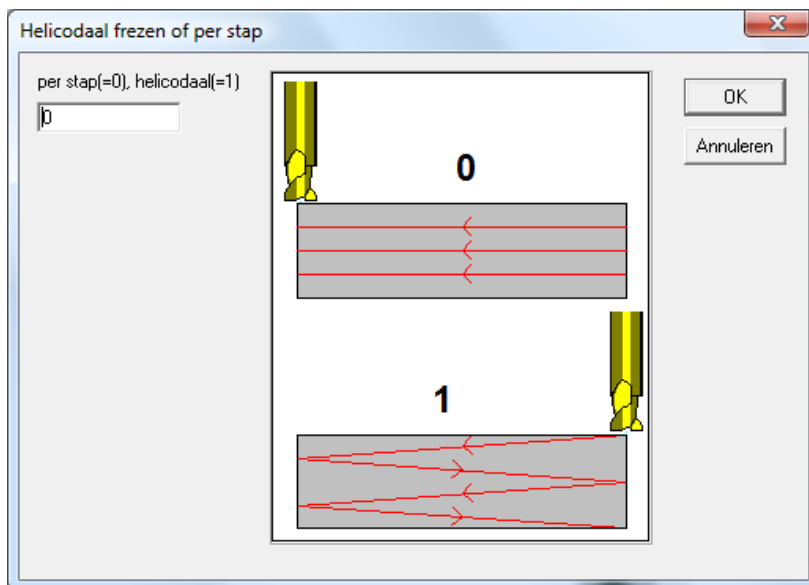 Helicodaal frezen of per stap
per stap(=0), helicodaal(=1)
0
OK
Annuleren
0
1